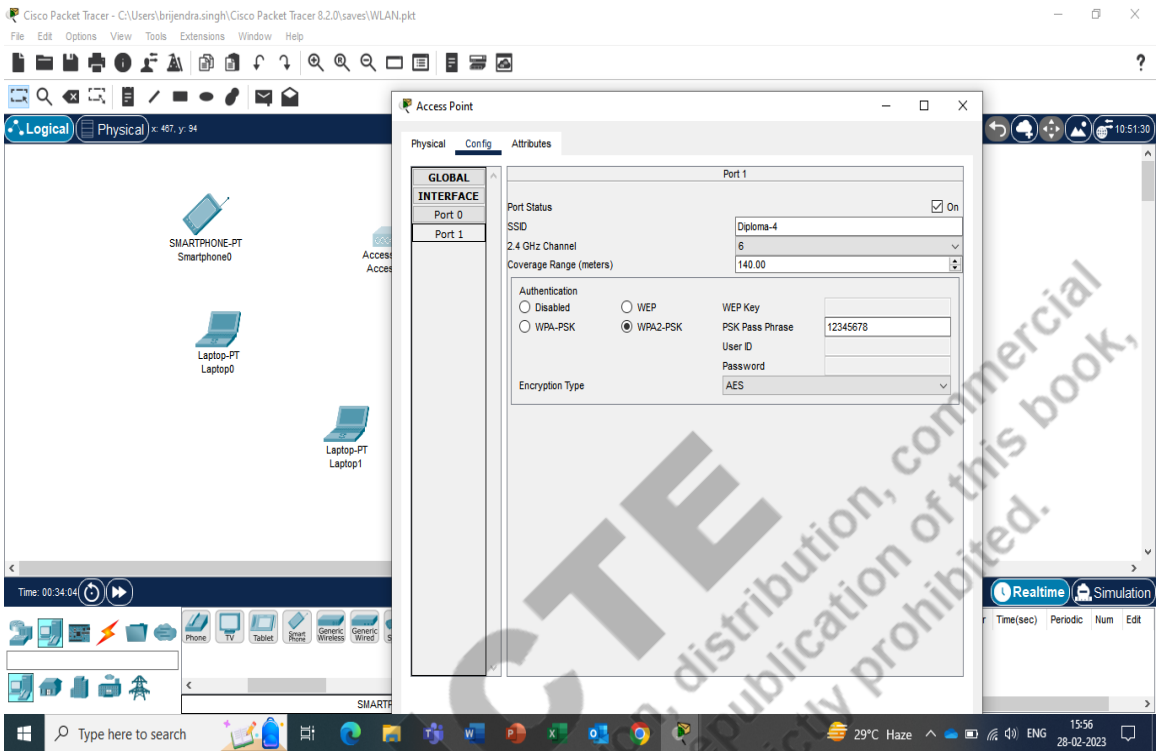 Cisco Packet Tracer - C:\Users\brijendra.singh\Cisco Packet Tracer 8.2.0\saves\WLAN.pkt
File Edit Options View Tools Extensions Window Help
?
Logical Physical x: 467, y: 94
10:51:30
Access Point
Physical Config Attributes
GLOBAL
INTERFACE
Port 0
Port 1
Port 1
Port Status On
SSID Diploma-4
2.4 GHz Channel 6
Coverage Range (meters) 140.00
Authentication
Disabled WEP WEP Key
WPA-PSK WPA2-PSK PSK Pass Phrase 12345678
User ID
Password
Encryption Type AES
SMARTPHONE-PT
Smartphone0
Access
Acces
Laptop-PT
Laptop0
Laptop-PT
Laptop1
Time: 00:34:04
Realtime Simulation
Phone TV Tablet Smart Phone Generic Wireless Generic Wired S
r Time(sec) Periodic Num Edit
SMARTP
Type here to search
29°C Haze ENG
15:56
28-02-2023
CTE
distribution, commercial
publication of this book,
strictly prohibited.